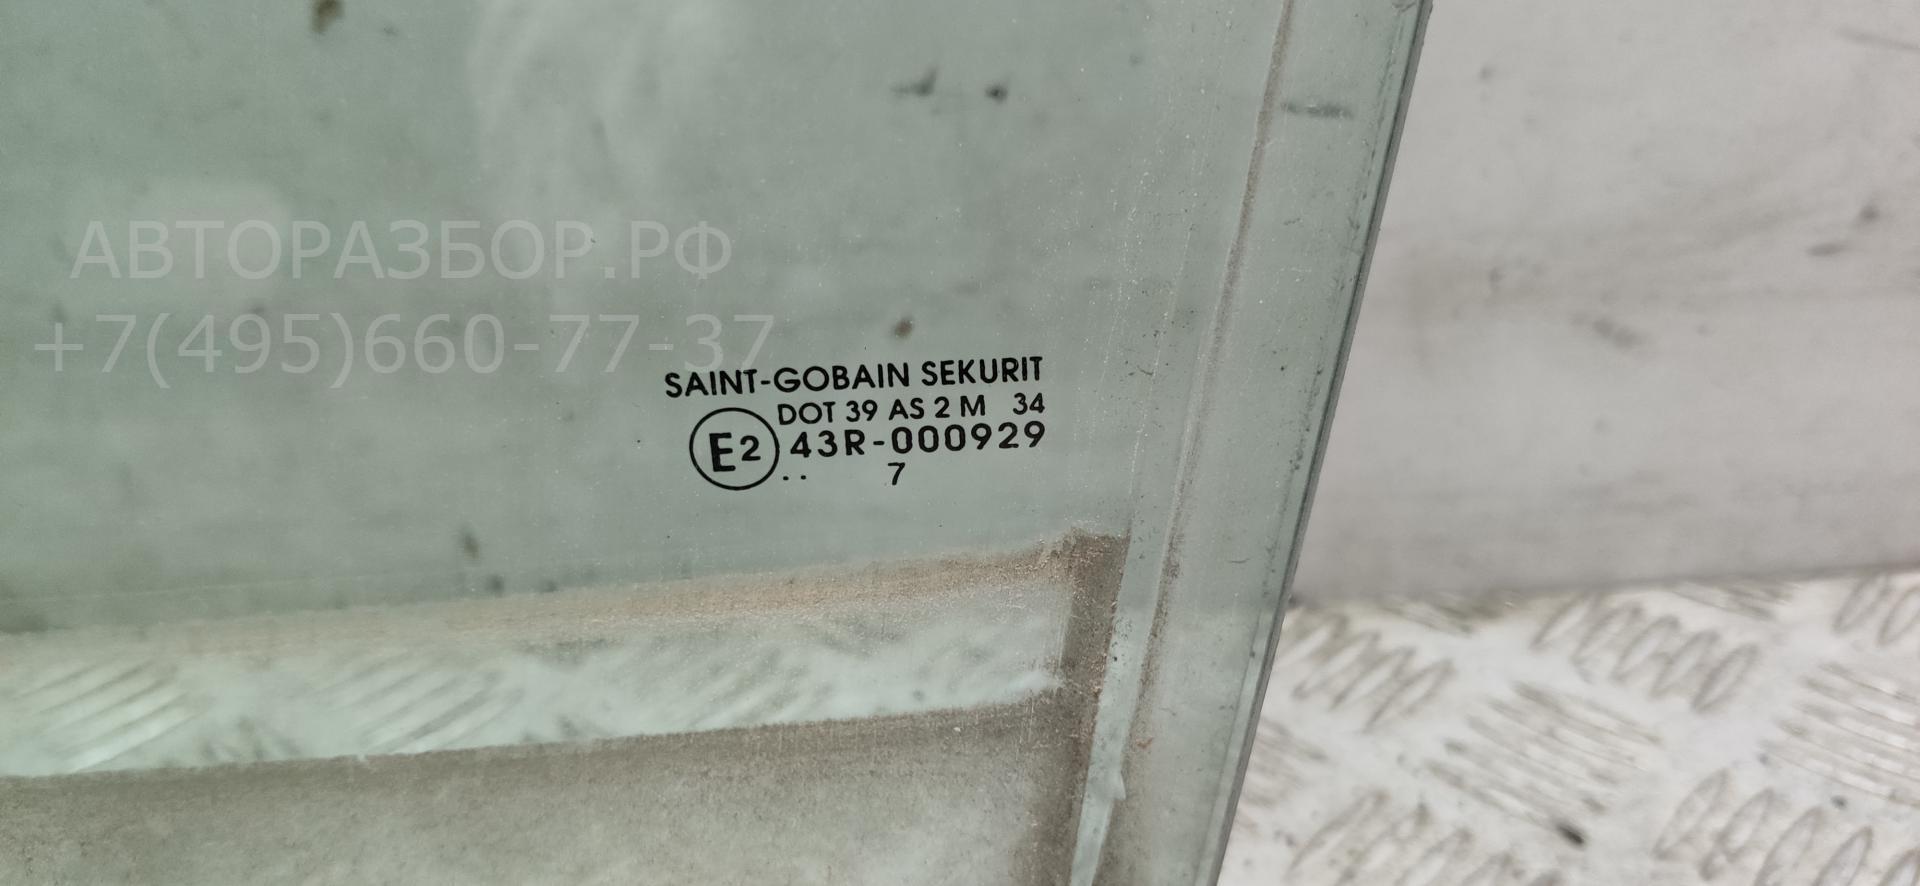 АВТОРАЗБОР.РФ
+7(495)660-77-37
SAINT-GOBAIN SEKURIT
DOT 39 AS 2 M 34
E2 43R-000929
.. 7